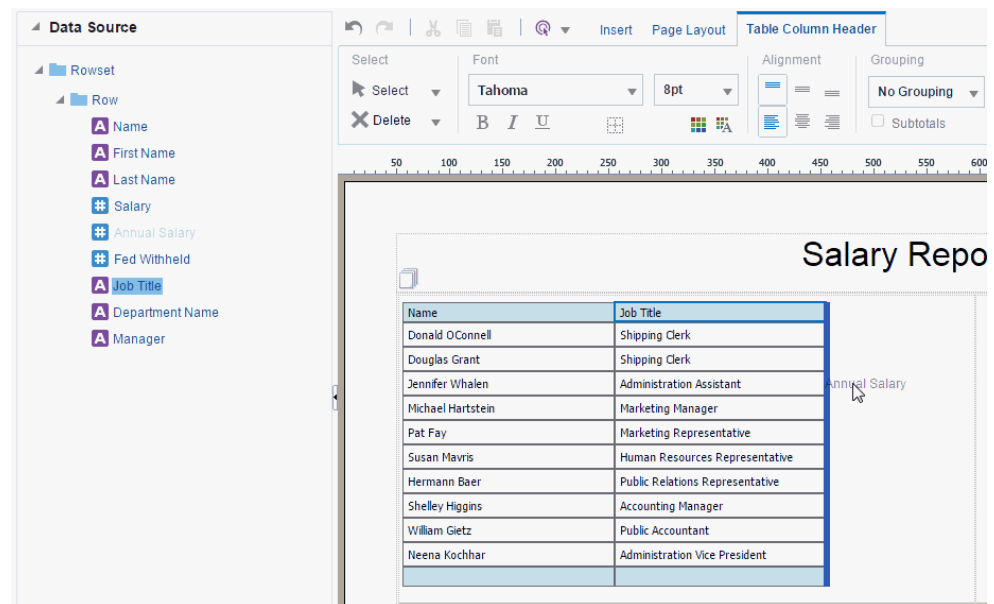 Data Source
Rowset
Row
Name
First Name
Last Name
Salary
Annual Salary
Fed Withheld
Job Title
Department Name
Manager
Insert Page Layout Table Column Header
Select Font Alignment Grouping
Select Tahoma 8pt No Grouping
Delete B I U Subtotals
50 100 150 200 250 300 350 400 450 500 550 600
Salary Repo
Name Job Title
Donald OConnell Shipping Clerk
Douglas Grant Shipping Clerk
Jennifer Whalen Administration Assistant Annual Salary
Michael Hartstein Marketing Manager
Pat Fay Marketing Representative
Susan Mavris Human Resources Representative
Hermann Baer Public Relations Representative
Shelley Higgins Accounting Manager
William Gietz Public Accountant
Neena Kochhar Administration Vice President